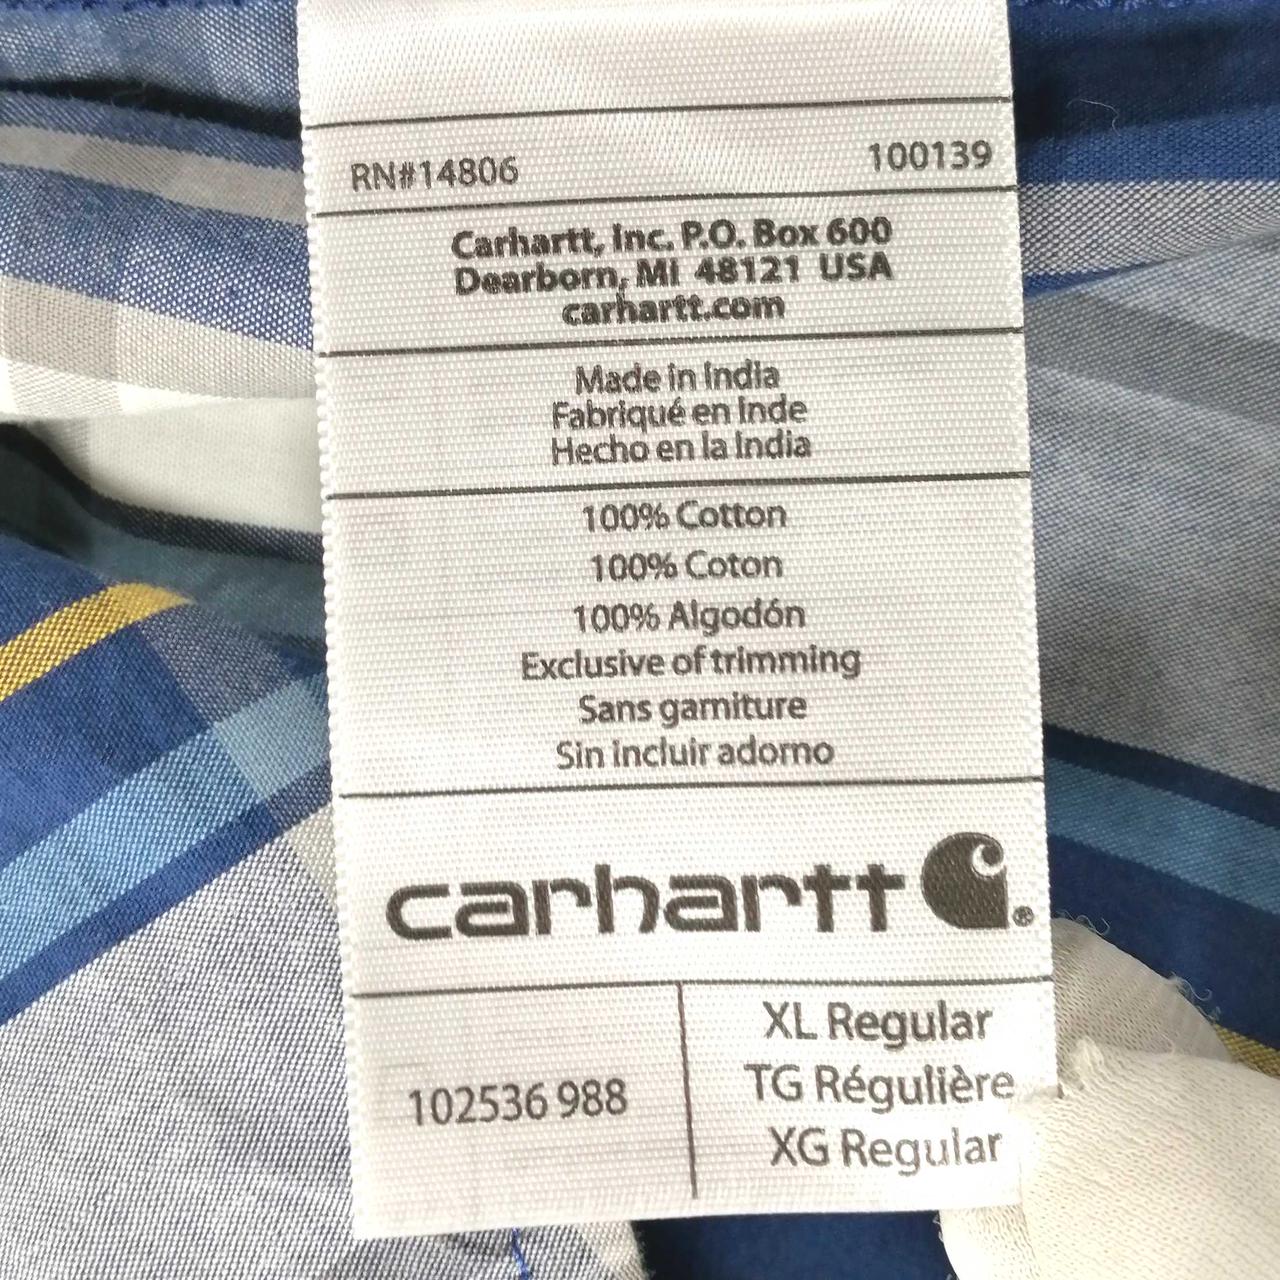 RN#14806 100139
Carhartt, Inc. P.O. Box 600
Dearborn, MI 48121 USA
carhartt.com
Made in India
Fabriqué en Inde
Hecho en la India
100% Cotton
100% Coton
100% Algodón
Exclusive of trimming
Sans garniture
Sin incluir adorno
carhartt ®
102536 988
XL Regular
TG Régulière
XG Regular